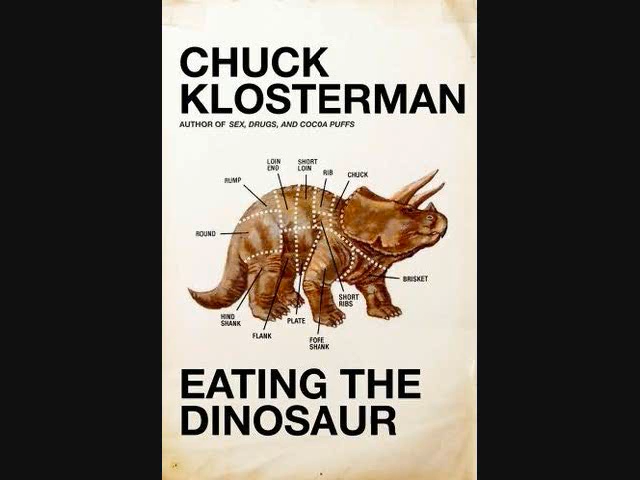 CHUCK
KLOSTERMAN
AUTHOR OF SEX, DRUGS, AND COCOA PUFFS
LOIN
END
SHORT
LOIN
RIB
CHUCK
RUMP
ROUND
BRISKET
SHORT
RIBS
HIND
SHANK
PLATE
FLANK
FORE
SHANK
EATING THE
DINOSAUR